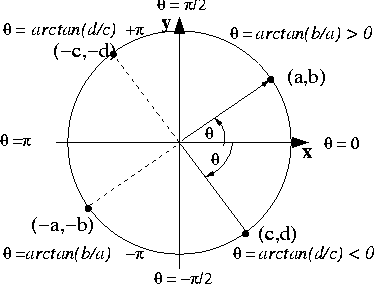 θ = π/2
θ = arctan(d/c) +π
y
θ = arctan(b/a) > 0
(−c,−d)
(a,b)
θ
θ =π
x
θ = 0
θ
(−a,−b)
(c,d)
θ =arctan(b/a) −π
θ = arctan(d/c) < 0
θ = −π/2